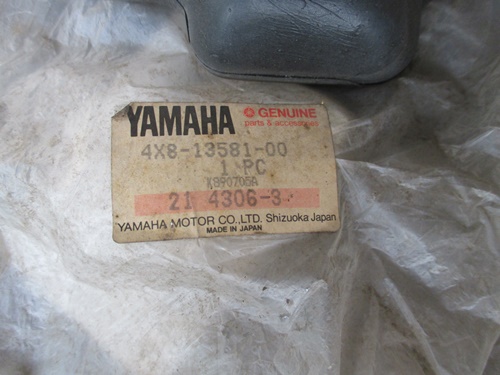 YAMAHA GENUINE
parts & accessories
4X8-13581-00
1 PC
X890705A
21 4306-3
YAMAHA MOTOR CO.,LTD. Shizuoka Japan
MADE IN JAPAN